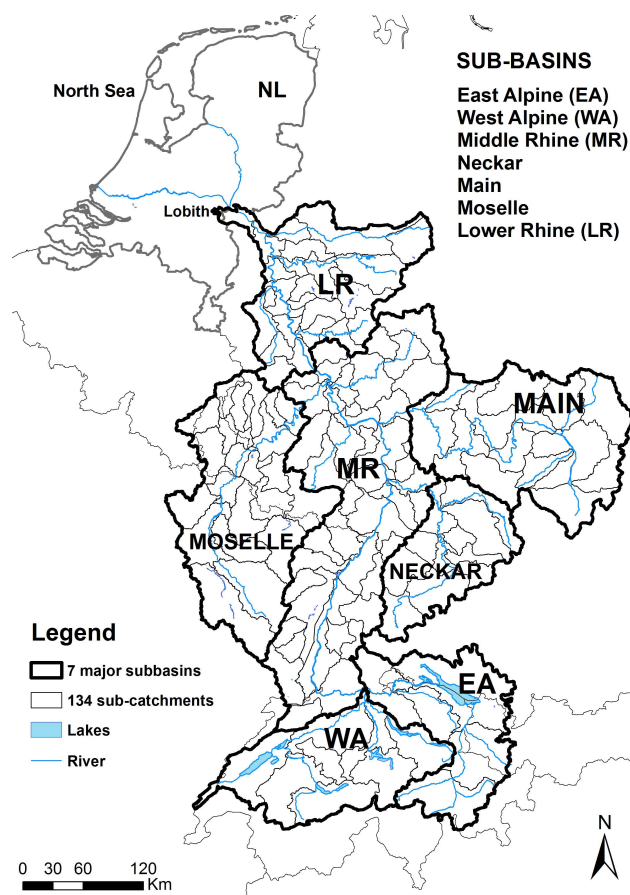 North Sea
NL
SUB-BASINS
East Alpine (EA)
West Alpine (WA)
Middle Rhine (MR)
Neckar
Main
Moselle
Lower Rhine (LR)
Lobith
LR
MAIN
MR
MOSELLE
NECKAR
EA
WA
Legend
7 major subbasins
134 sub-catchments
Lakes
River
0 30 60 120
Km
N